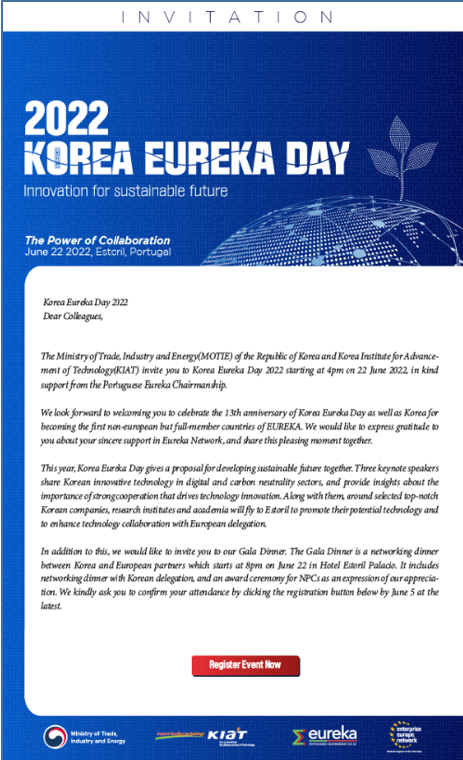 INVITATION
2022
KOREA EUREKA DAY
Innovation for sustainable future
The Power of Collaboration
June 22 2022, Estoril, Portugal
Korea Eureka Day 2022
Dear Colleagues,
The Ministry of Trade, Industry and Energy(MOTIE) of the Republic of Korea and Korea Institute for Advance-
ment of Technology(KIAT) invite you to Korea Eureka Day 2022 starting at 4pm on 22 June 2022, in kind
support from the Portuguese Eureka Chairmanship.
We look forward to welcoming you to celebrate the 13th anniversary of Korea Eureka Day as well as Korea for
becoming the first non-european but full-member countries of EUREKA. We would like to express gratitude to
you about your sincere support in Eureka Network, and share this pleasing moment together.
This year, Korea Eureka Day gives a proposal for developing sustainable future together. Three keynote speakers
share Korean innovative technology in digital and carbon neutrality sectors, and provide insights about the
importance of strong cooperation that drives technology innovation. Along with them, around selected top-notch
Korean companies, research institutes and academia will fly to Estoril to promote their potential technology and
to enhance technology collaboration with European delegation.
In addition to this, we would like to invite you to our Gala Dinner. The Gala Dinner is a networking dinner
between Korea and European partners which starts at 8pm on June 22 in Hotel Estoril Palacio. It includes
networking dinner with Korean delegation, and an award ceremony for NPCs as an expression of our apprecia-
tion. We kindly ask you to confirm your attendance by clicking the registration button below by June 5 at the
latest.
Register Event Now
Ministry of Trade,
Industry and Energy
KIAT
eureka
enterprise
europe
network